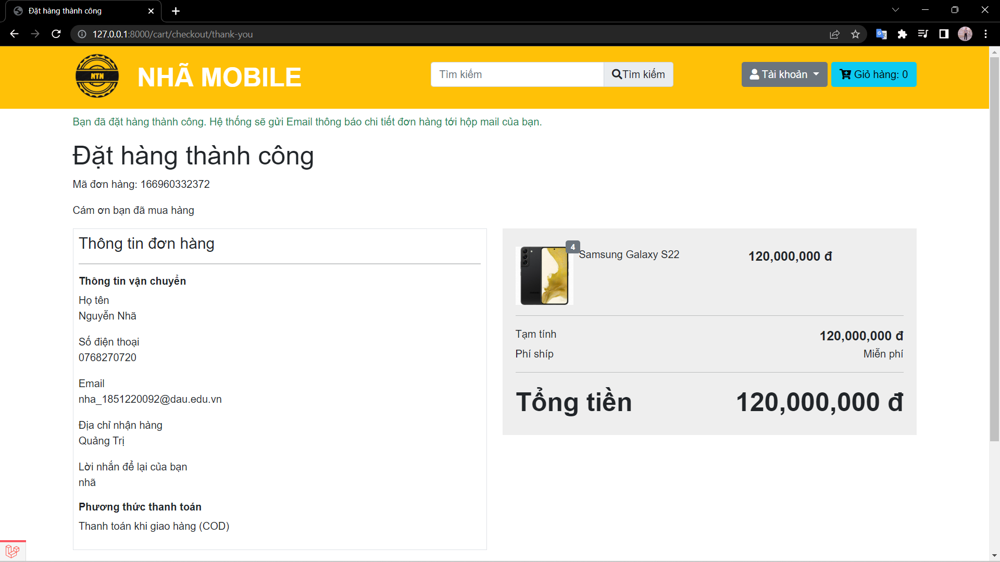 Đặt hàng thành công
127.0.0.1:8000/cart/checkout/thank-you
NTN
NHÃ MOBILE
Tìm kiếm
Tìm kiếm
Tài khoản
Giỏ hàng: 0
Bạn đã đặt hàng thành công. Hệ thống sẽ gửi Email thông báo chi tiết đơn hàng tới hộp mail của bạn.
Đặt hàng thành công
Mã đơn hàng: 166960332372
Cám ơn bạn đã mua hàng
Thông tin đơn hàng
Thông tin vận chuyển
Họ tên
Nguyễn Nhã
Số điện thoại
0768270720
Email
nha_1851220092@dau.edu.vn
Địa chỉ nhận hàng
Quảng Trị
Lời nhắn để lại của bạn
nhã
Phương thức thanh toán
Thanh toán khi giao hàng (COD)
4
Samsung Galaxy S22
120,000,000 đ
Tạm tính
120,000,000 đ
Phí shíp
Miễn phí
Tổng tiền
120,000,000 đ